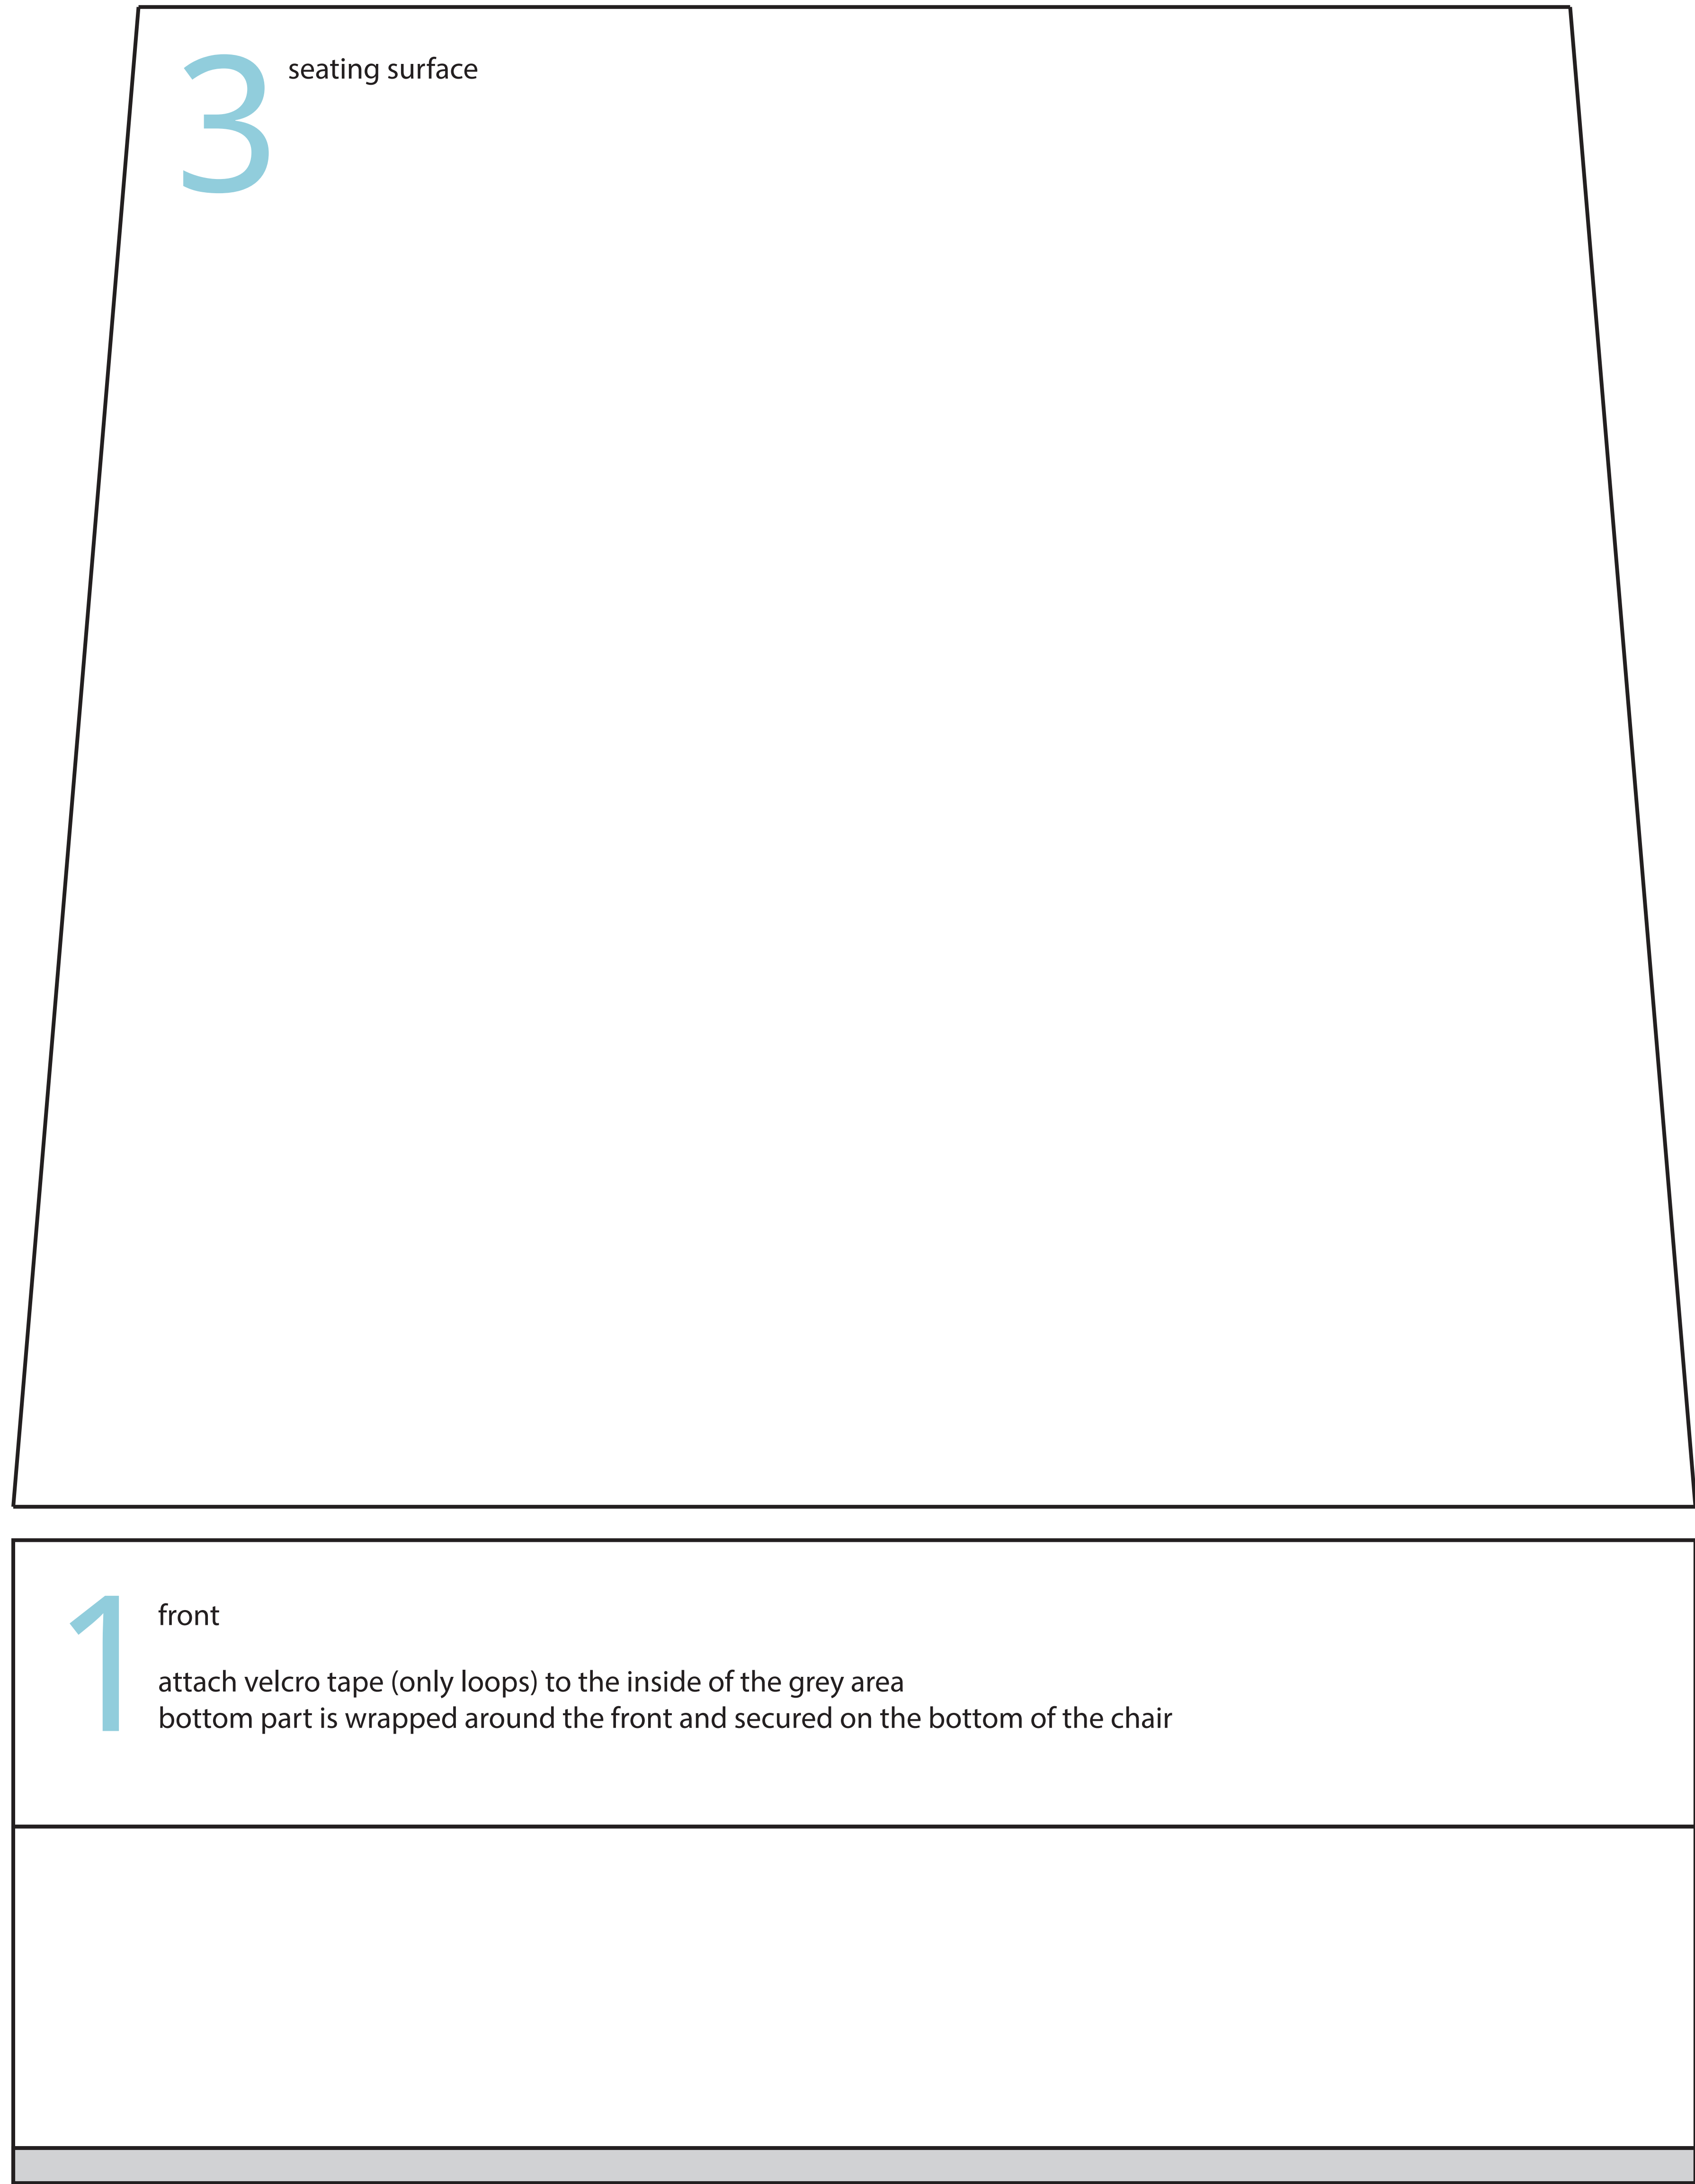 3
seating surface
1
front
attach velcro tape (only loops) to the inside of the grey area
bottom part is wrapped around the front and secured on the bottom of the chair